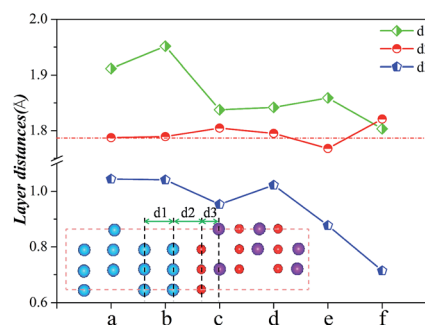 2.0
1.9
1.8
1.0
0.8
0.6
Layer distances(Å)
d
d
d
d1 d2 d3
a b c d e f